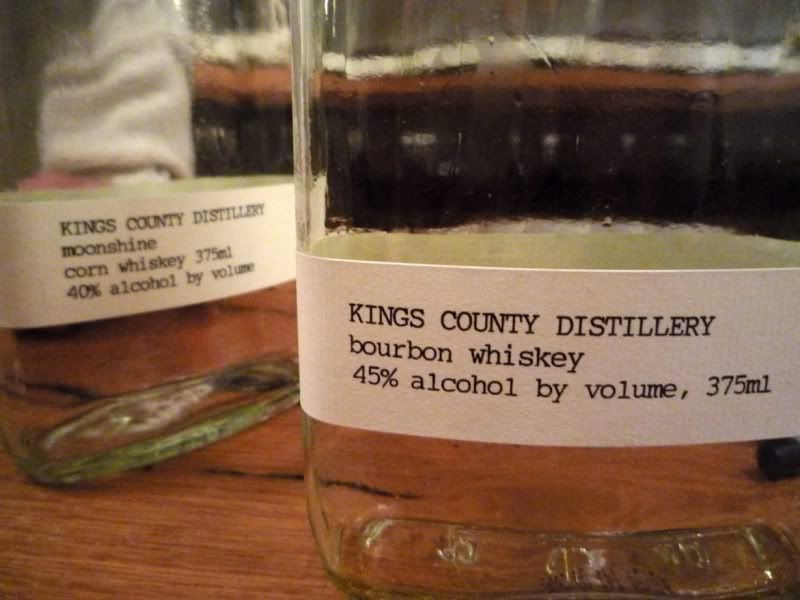 KINGS COUNTY DISTILLERY
moonshine
corn whiskey 375ml
40% alcohol by volume
KINGS COUNTY DISTILLERY
bourbon whiskey
45% alcohol by volume, 375ml